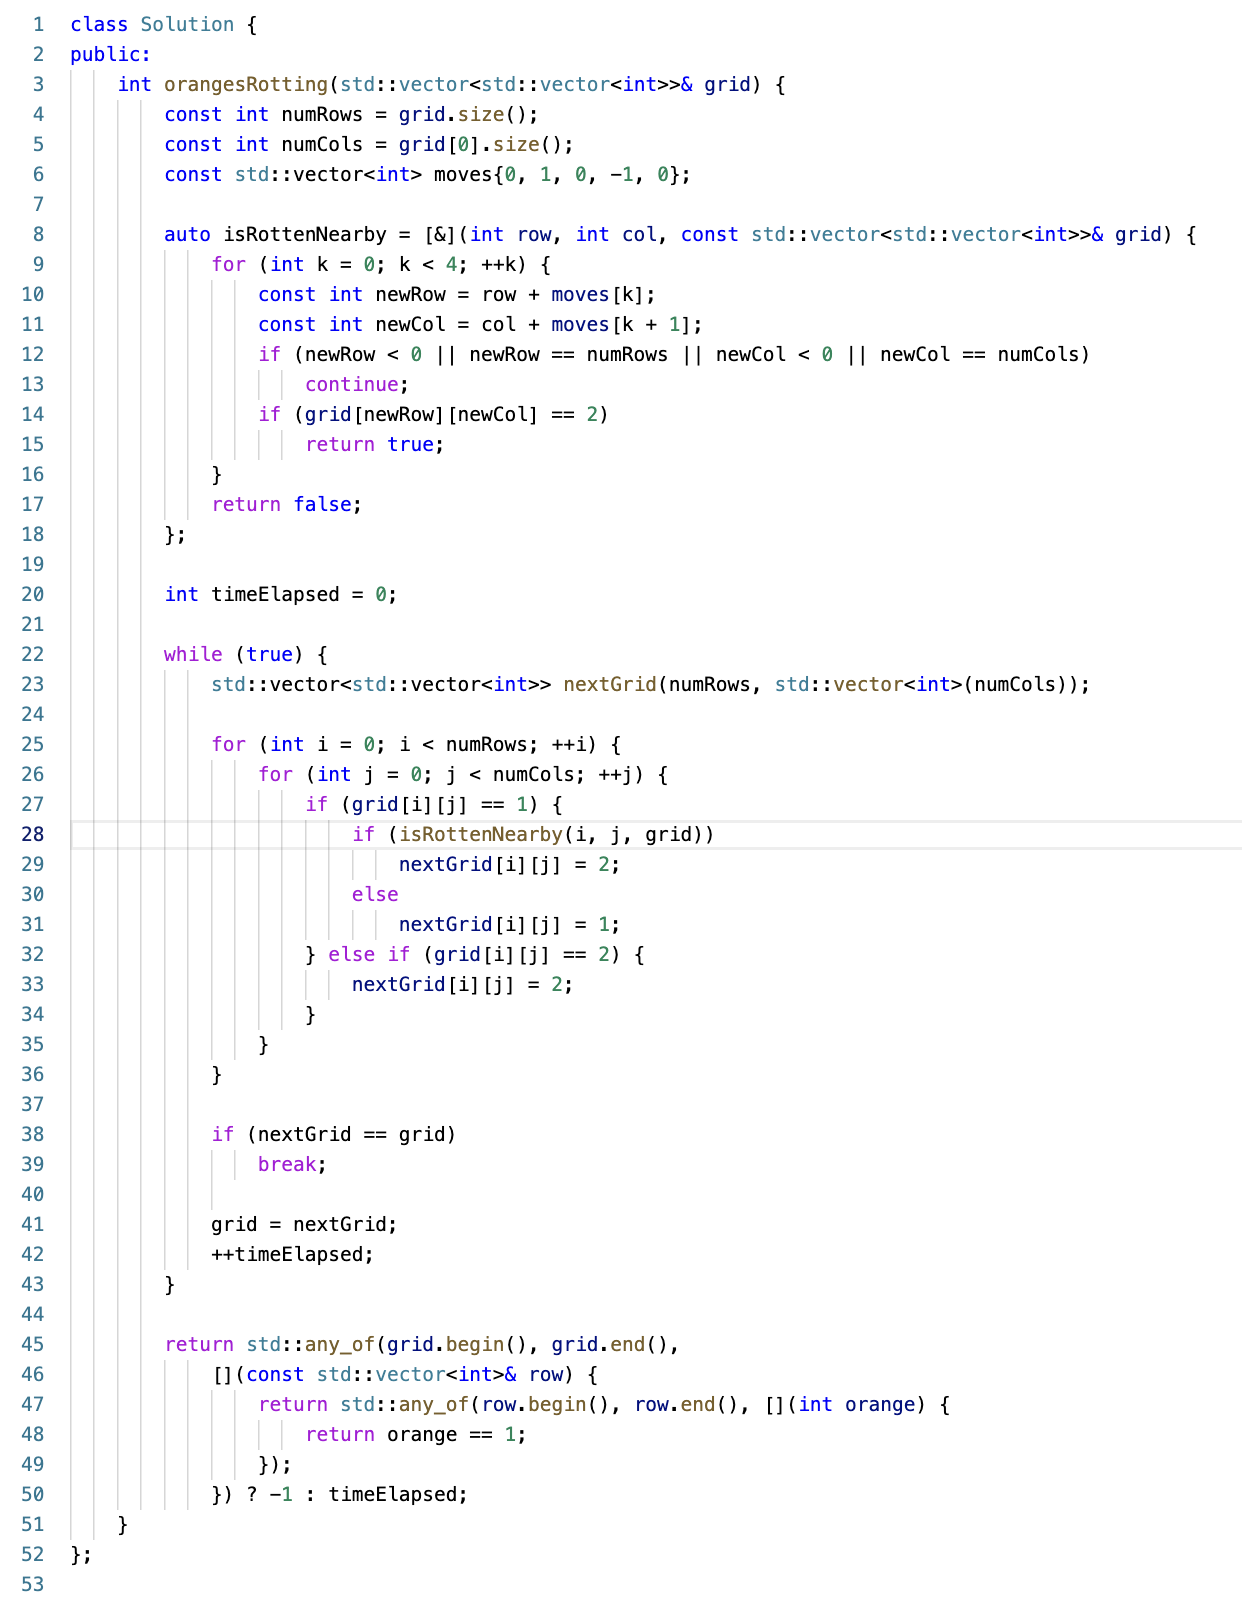 1 class Solution {
2 public:
3     int orangesRotting(std::vector<std::vector<int>>& grid) {
4         const int numRows = grid.size();
5         const int numCols = grid[0].size();
6         const std::vector<int> moves{0, 1, 0, -1, 0};
7
8         auto isRottenNearby = [&](int row, int col, const std::vector<std::vector<int>>& grid) {
9             for (int k = 0; k < 4; ++k) {
10                 const int newRow = row + moves[k];
11                 const int newCol = col + moves[k + 1];
12                 if (newRow < 0 || newRow == numRows || newCol < 0 || newCol == numCols)
13                     continue;
14                 if (grid[newRow][newCol] == 2)
15                     return true;
16             }
17             return false;
18         };
19
20         int timeElapsed = 0;
21
22         while (true) {
23             std::vector<std::vector<int>> nextGrid(numRows, std::vector<int>(numCols));
24
25             for (int i = 0; i < numRows; ++i) {
26                 for (int j = 0; j < numCols; ++j) {
27                     if (grid[i][j] == 1) {
28                         if (isRottenNearby(i, j, grid))
29                             nextGrid[i][j] = 2;
30                         else
31                             nextGrid[i][j] = 1;
32                     } else if (grid[i][j] == 2) {
33                         nextGrid[i][j] = 2;
34                     }
35                 }
36             }
37
38             if (nextGrid == grid)
39                 break;
40
41             grid = nextGrid;
42             ++timeElapsed;
43         }
44
45         return std::any_of(grid.begin(), grid.end(),
46             [](const std::vector<int>& row) {
47                 return std::any_of(row.begin(), row.end(), [](int orange) {
48                     return orange == 1;
49                 });
50             }) ? -1 : timeElapsed;
51     }
52 };
53